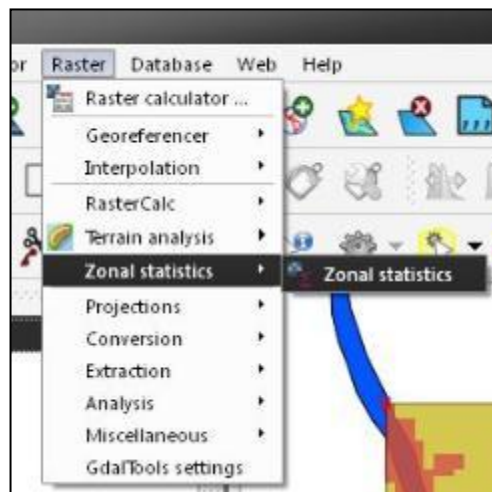 or Raster Database Web Help
Raster calculator ...
Georeferencer
Interpolation
RasterCalc
Terrain analysis
Zonal statistics Zonal statistics
Projections
Conversion
Extraction
Analysis
Miscellaneous
GdalTools settings